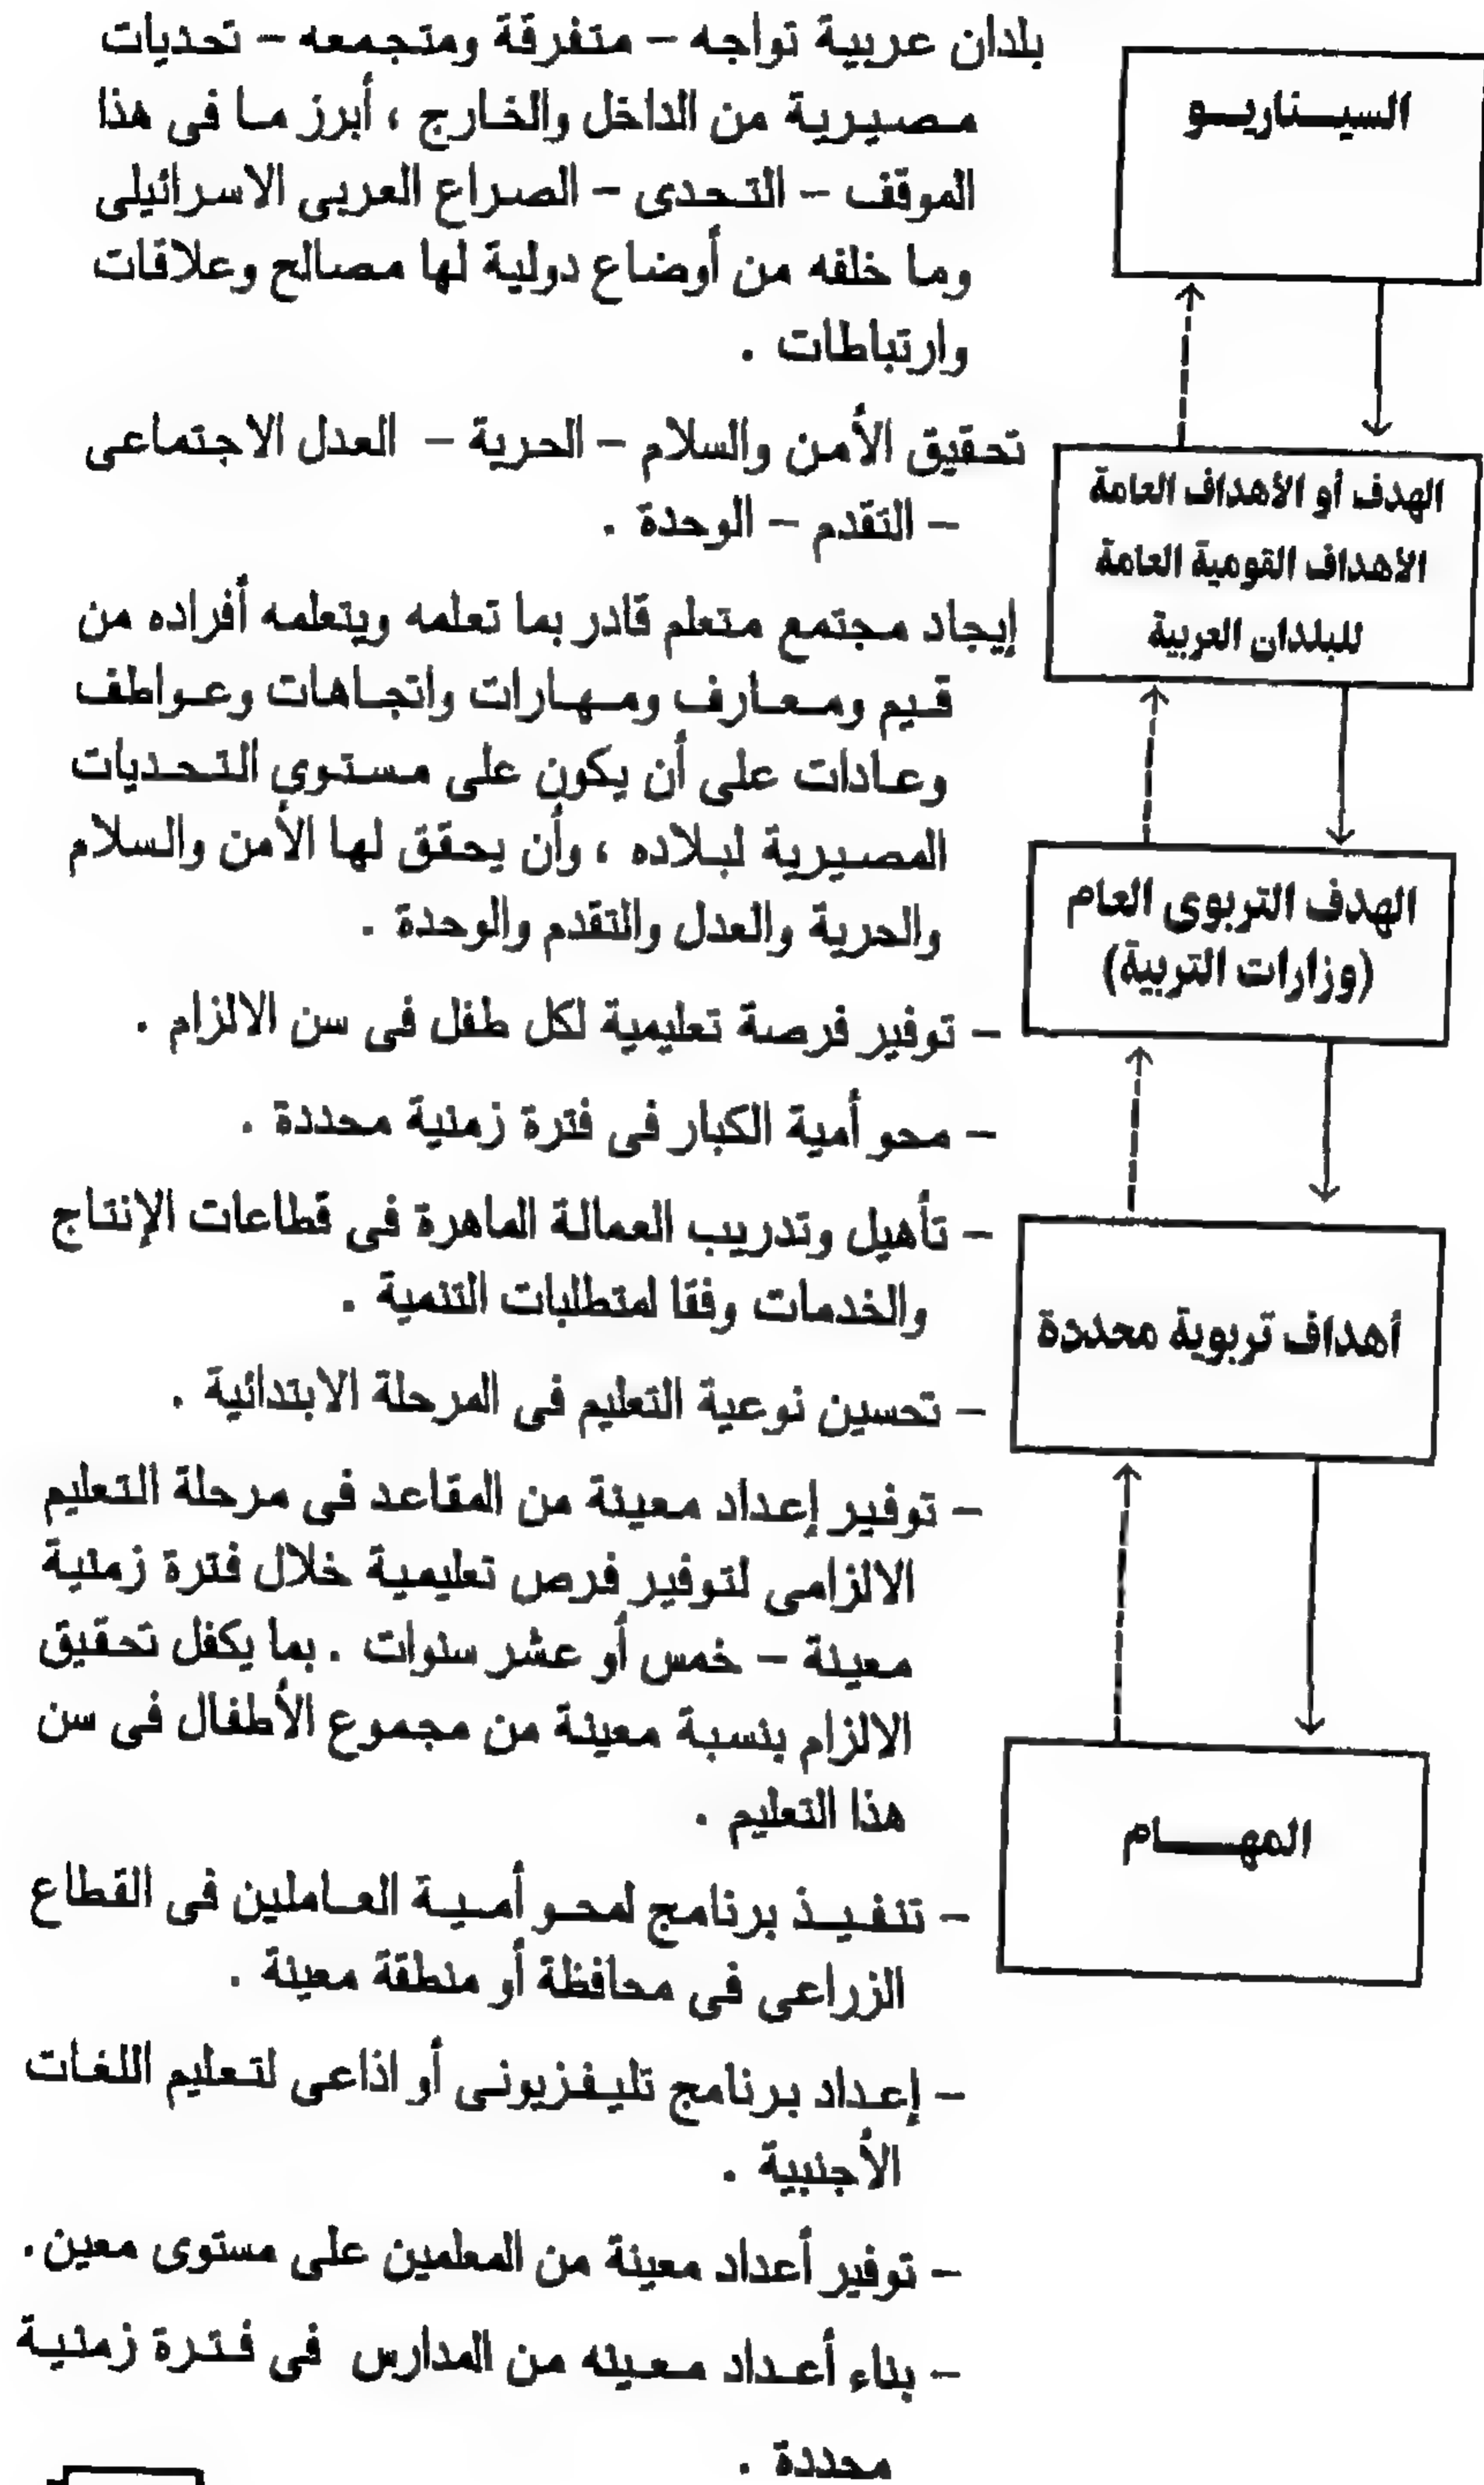 السيناريو
بلدان عربية تواجه – متفرقة ومتجمعه – تحديات
مصيرية من الداخل والخارج ، أبرز ما فى هذا
الموقف – التحدى – الصراع العربى الاسرائيلى
وما خلفه من أوضاع دولية لها مصالح وعلاقات
وارتباطات .
الهدف أو الأهداف العامة
الأهداف القومية العامة
للبلدان العربية
تحقيق الأمن والسلام – الحرية – العدل الاجتماعى
– التقدم – الوحدة .
الهدف التربوى العام
(وزارات التربية)
إيجاد مجتمع متعلم قادر بما تعلمه ويتعلمه أفراده من
قيم ومعارف ومهارات واتجاهات وعواطف
وعادات على أن يكون على مستوى التحديات
المصيرية لبلاده ، وأن يحقق لها الأمن والسلام
والحرية والعدل والتقدم والوحدة .
أهداف تربوية محددة
– توفير فرصة تعليمية لكل طفل فى سن الالزام .
– محو أمية الكبار فى فترة زمنية محددة .
– تأهيل وتدريب العمالة الماهرة فى قطاعات الإنتاج
والخدمات وفقا لمتطلبات التنمية .
– تحسين نوعية التعليم فى المرحلة الابتدائية .
المهام
– توفير إعداد معينة من المقاعد فى مرحلة التعليم
الالزامى لتوفير فرص تعليمية خلال فترة زمنية
معينة – خمس أو عشر سنوات . بما يكفل تحقيق
الالزام بنسبة معينة من مجموع الأطفال فى سن
هذا التعليم .
– تنفيذ برنامج لمحو أمية العاملين فى القطاع
الزراعى فى محافظة أو منطقة معينة .
– إعداد برنامج تليفزيونى أو اذاعى لتعليم اللغات
الأجنبية .
– توفير أعداد معينة من المعلمين على مستوى معين .
– بناء أعداد معينه من المدارس فى فترة زمنية
محددة .